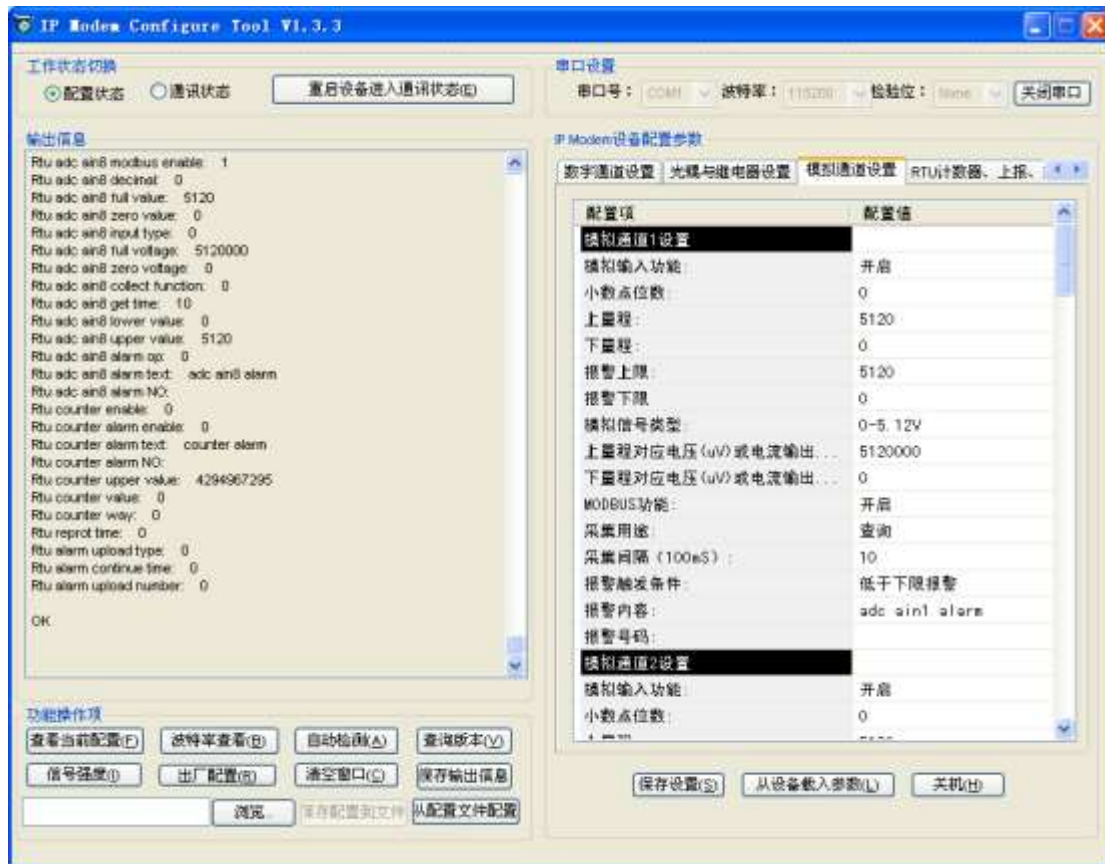 IP Modem Configure Tool V1.3.3
工作状态切换
配置状态 通讯状态 重启设备进入通讯状态(E)
串口设置
串口号： COM1 波特率： 115200 检验位： None 关闭串口
输出信息
Rtu adc ain8 modbus enable: 1
Rtu adc ain8 decimal: 0
Rtu adc ain8 full value: 5120
Rtu adc ain8 zero value: 0
Rtu adc ain8 input type: 0
Rtu adc ain8 full voltage: 5120000
Rtu adc ain8 zero voltage: 0
Rtu adc ain8 collect function: 0
Rtu adc ain8 get time: 10
Rtu adc ain8 lower value: 0
Rtu adc ain8 upper value: 5120
Rtu adc ain8 alarm op: 0
Rtu adc ain8 alarm text: adc ain8 alarm
Rtu adc ain8 alarm NO:
Rtu counter enable: 0
Rtu counter alarm enable: 0
Rtu counter alarm text: counter alarm
Rtu counter alarm NO:
Rtu counter upper value: 4294967295
Rtu counter value: 0
Rtu counter way: 0
Rtu reprot time: 0
Rtu alarm upload type: 0
Rtu alarm continue time: 0
Rtu alarm upload number: 0
OK
IP Modem设备配置参数
数字通道设置 光耦与继电器设置 模拟通道设置 RTU计数器、上报、
配置项 配置值
模拟通道1设置
模拟输入功能: 开启
小数点位数: 0
上量程: 5120
下量程: 0
报警上限: 5120
报警下限 0
模拟信号类型: 0-5.12V
上量程对应电压(uV)或电流输出... 5120000
下量程对应电压(uV)或电流输出... 0
MODBUS功能: 开启
采集用途: 查询
采集间隔（100mS）: 10
报警触发条件: 低于下限报警
报警内容: adc ain1 alarm
报警号码:
模拟通道2设置
模拟输入功能: 开启
小数点位数: 0
功能操作项
查看当前配置(F) 波特率查看(B) 自动检测(A) 查询版本(V)
信号强度(I) 出厂配置(R) 清空窗口(C) 保存输出信息
浏览... 保存配置到文件 从配置文件配置
保存设置(S) 从设备载入参数(L) 关机(H)